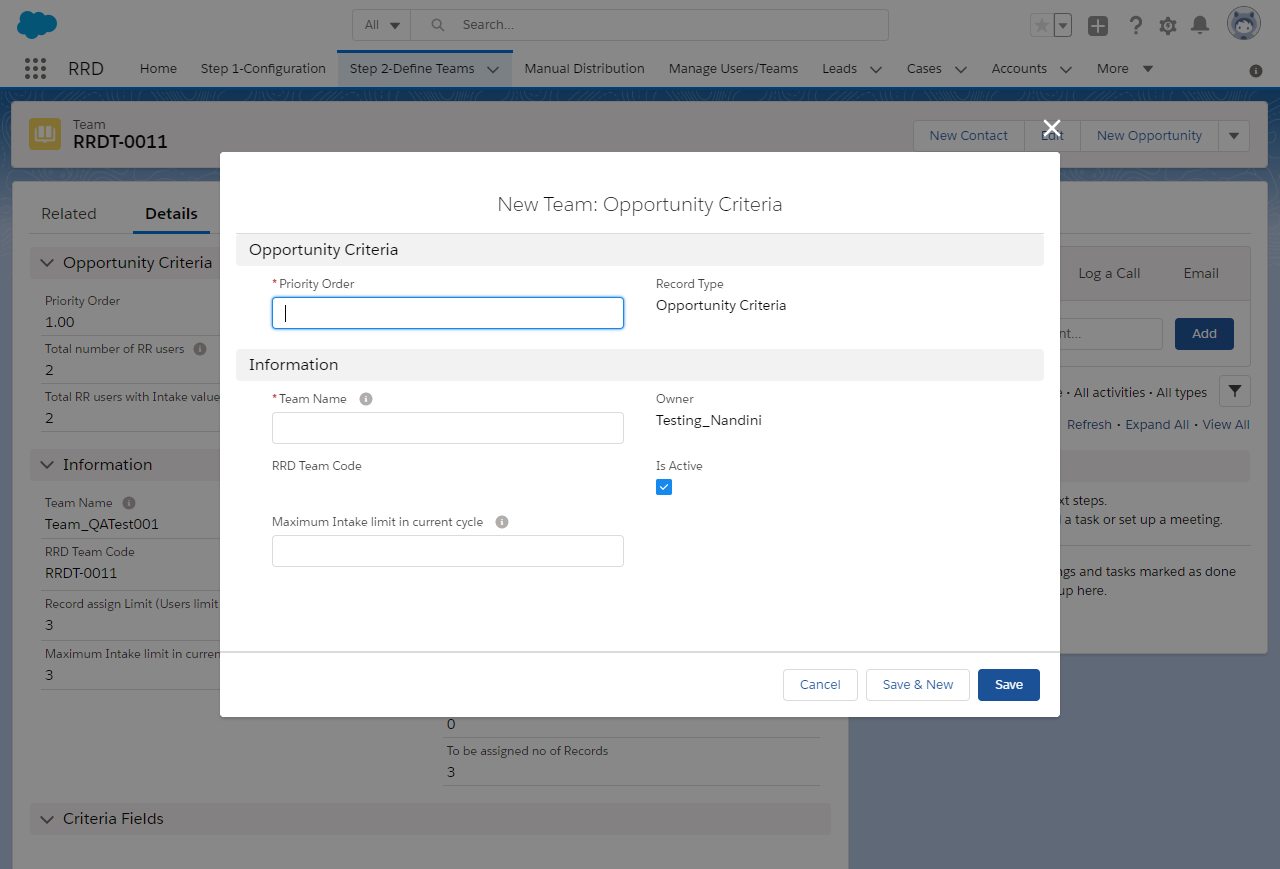 All
Search...
RRD
Home
Step 1-Configuration
Step 2-Define Teams
Manual Distribution
Manage Users/Teams
Leads
Cases
Accounts
More
Team
RRDT-0011
New Contact
Edit
New Opportunity
Related
Details
Opportunity Criteria
Priority Order
1.00
Total number of RR users
2
Total RR users with Intake value
2
Information
Team Name
Team_QATest001
RRD Team Code
RRDT-0011
Record assign Limit (Users limit
3
Maximum Intake limit in curren
3
New Team: Opportunity Criteria
Opportunity Criteria
* Priority Order
Record Type
Opportunity Criteria
Information
* Team Name
Owner
Testing_Nandini
RRD Team Code
Is Active
Maximum Intake limit in current cycle
Cancel
Save & New
Save
Log a Call
Email
nt...
Add
• All activities • All types
Refresh • Expand All • View All
xt steps.
a task or set up a meeting.
ngs and tasks marked as done
up here.
0
To be assigned no of Records
3
Criteria Fields